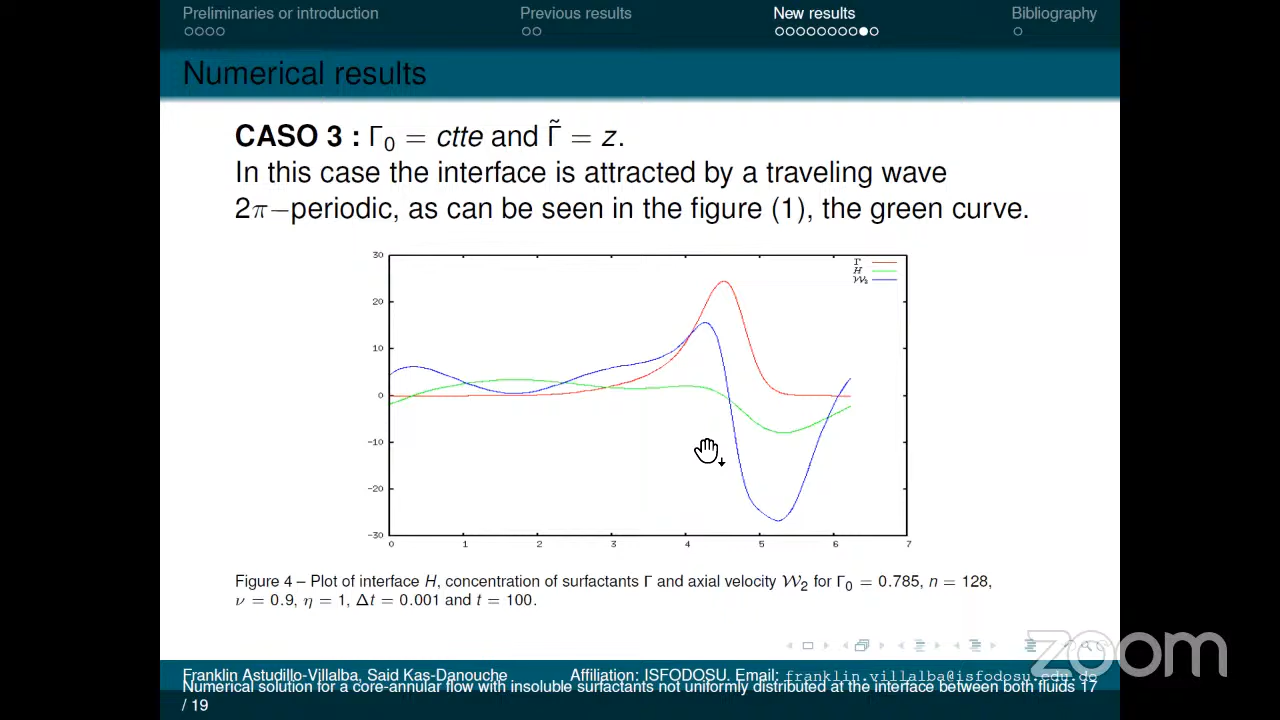 Preliminaries or introduction Previous results New results Bibliography
Numerical results
CASO 3 : Γ₀ = ctte and Γ̃ = z.
In this case the interface is attracted by a traveling wave
2π−periodic, as can be seen in the figure (1), the green curve.
30
20
10
0
-10
-20
-30
0 1 2 3 4 5 6 7
Γ
H
𝒲₂
Figure 4 – Plot of interface H, concentration of surfactants Γ and axial velocity 𝒲₂ for Γ₀ = 0.785, n = 128,
ν = 0.9, η = 1, Δt = 0.001 and t = 100.
zoom
Franklin Astudillo-Villalba, Said Kas-Danouche Affiliation: ISFODOSU. Email: franklin.villalba@isfodosu.edu.do
Numerical solution for a core-annular flow with insoluble surfactants not uniformly distributed at the interface between both fluids 17
/ 19